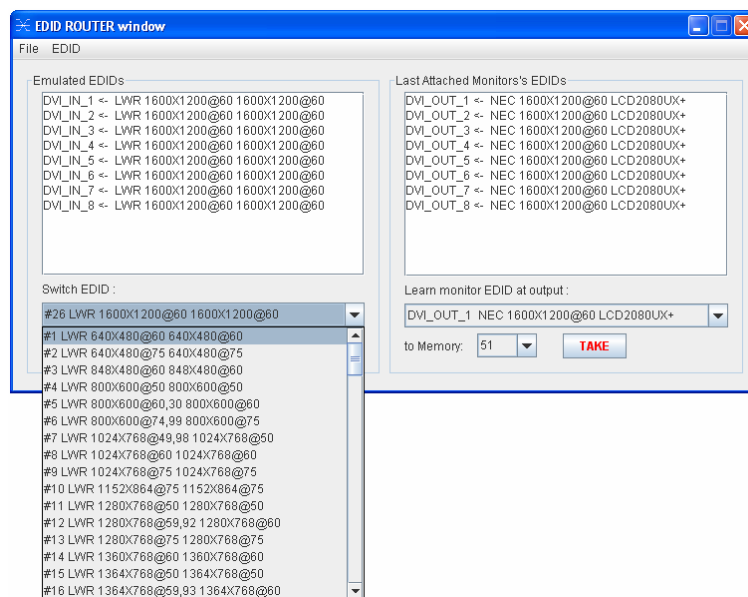 EDID ROUTER window
File EDID
Emulated EDIDs
DVI_IN_1 <- LWR 1600X1200@60 1600X1200@60
DVI_IN_2 <- LWR 1600X1200@60 1600X1200@60
DVI_IN_3 <- LWR 1600X1200@60 1600X1200@60
DVI_IN_4 <- LWR 1600X1200@60 1600X1200@60
DVI_IN_5 <- LWR 1600X1200@60 1600X1200@60
DVI_IN_6 <- LWR 1600X1200@60 1600X1200@60
DVI_IN_7 <- LWR 1600X1200@60 1600X1200@60
DVI_IN_8 <- LWR 1600X1200@60 1600X1200@60
Switch EDID :
#26 LWR 1600X1200@60 1600X1200@60
#1 LWR 640X480@60 640X480@60
#2 LWR 640X480@75 640X480@75
#3 LWR 848X480@60 848X480@60
#4 LWR 800X600@50 800X600@50
#5 LWR 800X600@60,30 800X600@60
#6 LWR 800X600@74,99 800X600@75
#7 LWR 1024X768@49,98 1024X768@50
#8 LWR 1024X768@60 1024X768@60
#9 LWR 1024X768@75 1024X768@75
#10 LWR 1152X864@75 1152X864@75
#11 LWR 1280X768@50 1280X768@50
#12 LWR 1280X768@59,92 1280X768@60
#13 LWR 1280X768@75 1280X768@75
#14 LWR 1360X768@60 1360X768@60
#15 LWR 1364X768@50 1364X768@50
#16 LWR 1364X768@59,93 1364X768@60
Last Attached Monitors's EDIDs
DVI_OUT_1 <- NEC 1600X1200@60 LCD2080UX+
DVI_OUT_2 <- NEC 1600X1200@60 LCD2080UX+
DVI_OUT_3 <- NEC 1600X1200@60 LCD2080UX+
DVI_OUT_4 <- NEC 1600X1200@60 LCD2080UX+
DVI_OUT_5 <- NEC 1600X1200@60 LCD2080UX+
DVI_OUT_6 <- NEC 1600X1200@60 LCD2080UX+
DVI_OUT_7 <- NEC 1600X1200@60 LCD2080UX+
DVI_OUT_8 <- NEC 1600X1200@60 LCD2080UX+
Learn monitor EDID at output :
DVI_OUT_1 NEC 1600X1200@60 LCD2080UX+
to Memory: 51 TAKE